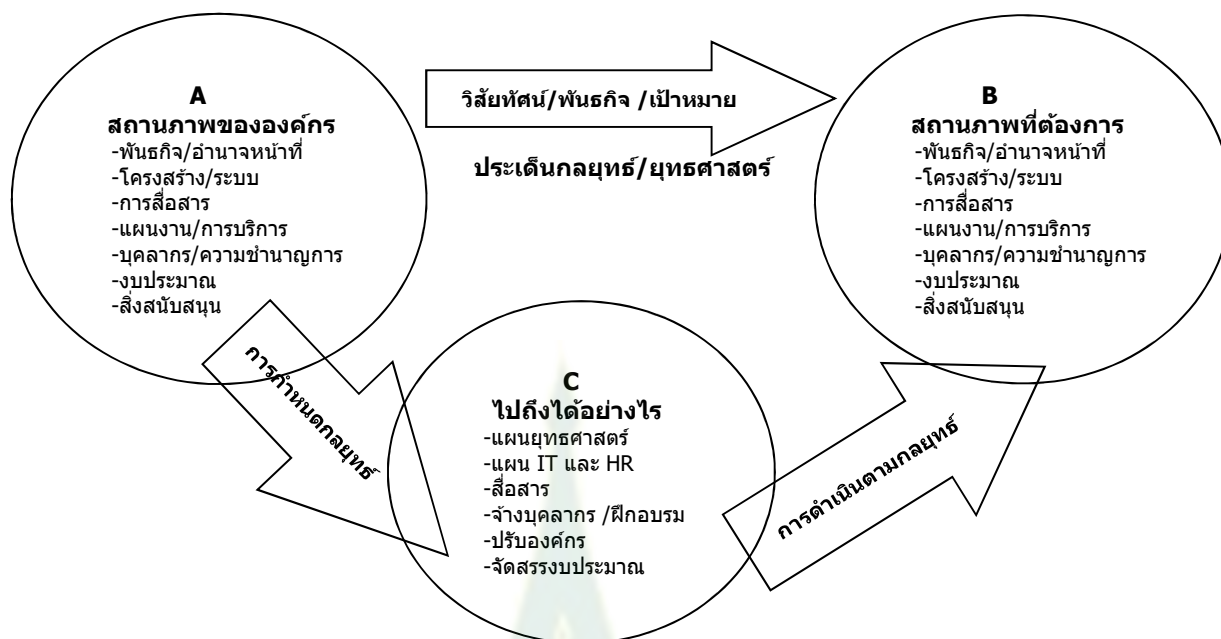 A
สถานภาพขององค์กร
-พันธกิจ/อำนาจหน้าที่
-โครงสร้าง/ระบบ
-การสื่อสาร
-แผนงาน/การบริการ
-บุคลากร/ความชำนาญการ
-งบประมาณ
-สิ่งสนับสนุน
วิสัยทัศน์/พันธกิจ /เป้าหมาย
ประเด็นกลยุทธ์/ยุทธศาสตร์
B
สถานภาพที่ต้องการ
-พันธกิจ/อำนาจหน้าที่
-โครงสร้าง/ระบบ
-การสื่อสาร
-แผนงาน/การบริการ
-บุคลากร/ความชำนาญการ
-งบประมาณ
-สิ่งสนับสนุน
การกำหนดกลยุทธ์
C
ไปถึงได้อย่างไร
-แผนยุทธศาสตร์
-แผน IT และ HR
-สื่อสาร
-จ้างบุคลากร /ฝึกอบรม
-ปรับองค์กร
-จัดสรรงบประมาณ
การดำเนินตามกลยุทธ์